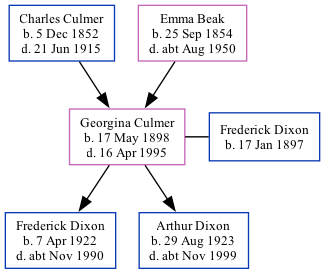 Charles Culmer
b. 5 Dec 1852
d. 21 Jun 1915
Emma Beak
b. 25 Sep 1854
d. abt Aug 1950
Georgina Culmer
b. 17 May 1898
d. 16 Apr 1995
Frederick Dixon
b. 17 Jan 1897
Frederick Dixon
b. 7 Apr 1922
d. abt Nov 1990
Arthur Dixon
b. 29 Aug 1923
d. abt Nov 1999